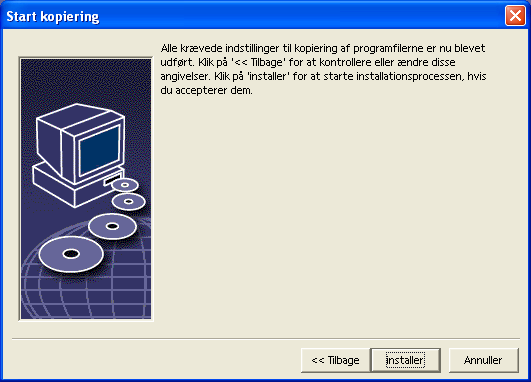 Start kopiering
Alle krævede indstillinger til kopiering af programfilerne er nu blevet
udført. Klik på '<< Tilbage' for at kontrollere eller ændre disse
angivelser. Klik på 'installer' for at starte installationsprocessen, hvis
du accepterer dem.
<< Tilbage
installer
Annuller